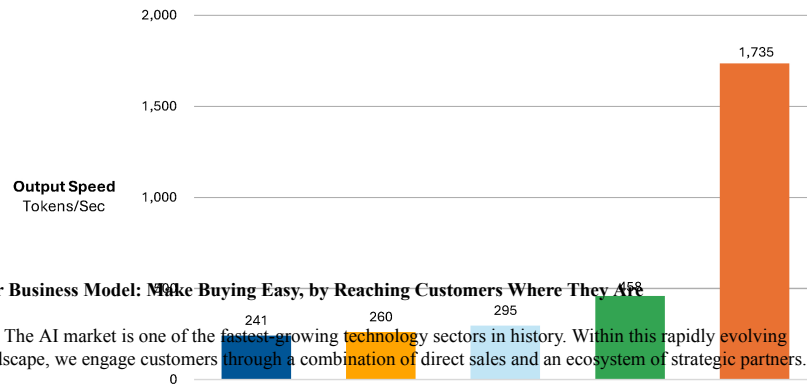 2,000
1,735
1,500
Output Speed
1,000
Tokens/Sec
500
458
Business Model: Make Buying Easy, by Reaching Customers Where They Are
295
260
241
The AI market is one of the fastest-growing technology sectors in history. Within this rapidly evolving
we engage customers through a combination of direct sales and an ecosystem of strategic partners.
0